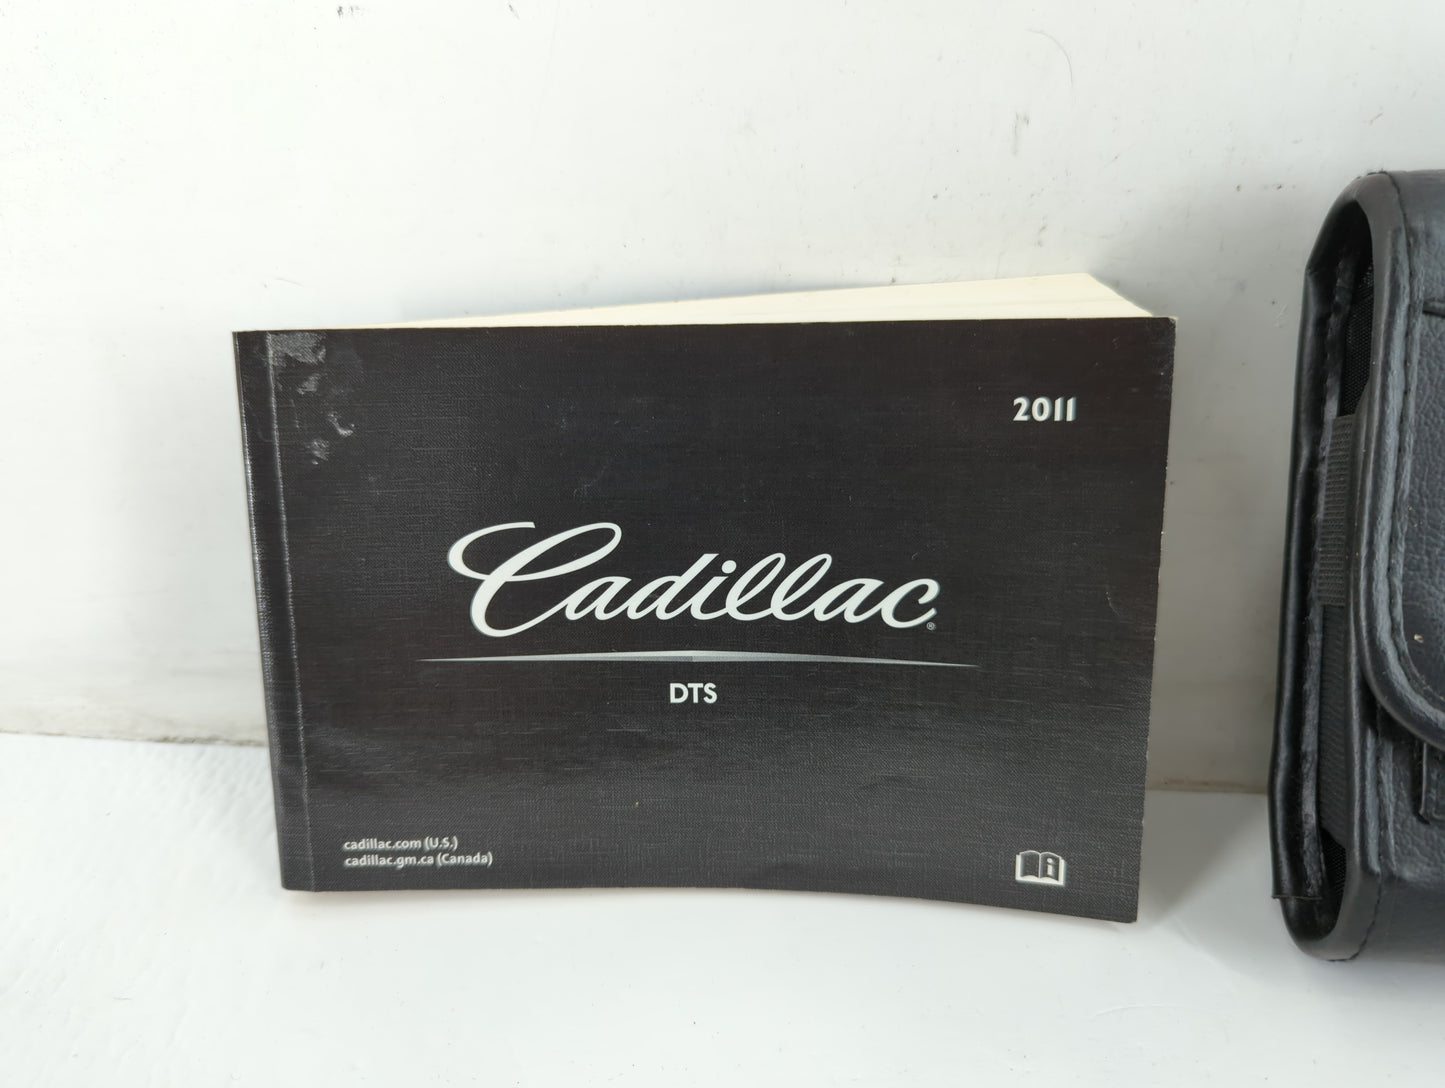 2011
Cadillac®
DTS
cadillac.com (U.S.)
cadillac.gm.ca (Canada)
i